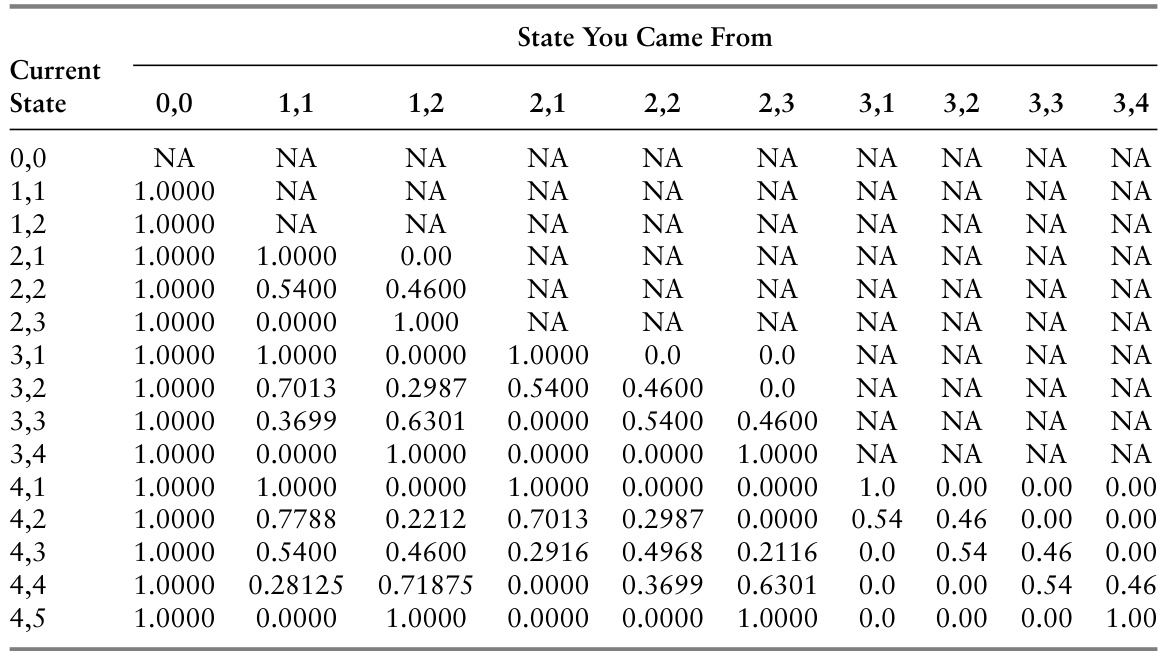 State You Came From
Current
State 0,0 1,1 1,2 2,1 2,2 2,3 3,1 3,2 3,3 3,4
0,0 NA NA NA NA NA NA NA NA NA NA
1,1 1.0000 NA NA NA NA NA NA NA NA NA
1,2 1.0000 NA NA NA NA NA NA NA NA NA
2,1 1.0000 1.0000 0.00 NA NA NA NA NA NA NA
2,2 1.0000 0.5400 0.4600 NA NA NA NA NA NA NA
2,3 1.0000 0.0000 1.000 NA NA NA NA NA NA NA
3,1 1.0000 1.0000 0.0000 1.0000 0.0 0.0 NA NA NA NA
3,2 1.0000 0.7013 0.2987 0.5400 0.4600 0.0 NA NA NA NA
3,3 1.0000 0.3699 0.6301 0.0000 0.5400 0.4600 NA NA NA NA
3,4 1.0000 0.0000 1.0000 0.0000 0.0000 1.0000 NA NA NA NA
4,1 1.0000 1.0000 0.0000 1.0000 0.0000 0.0000 1.0 0.00 0.00 0.00
4,2 1.0000 0.7788 0.2212 0.7013 0.2987 0.0000 0.54 0.46 0.00 0.00
4,3 1.0000 0.5400 0.4600 0.2916 0.4968 0.2116 0.0 0.54 0.46 0.00
4,4 1.0000 0.28125 0.71875 0.0000 0.3699 0.6301 0.0 0.00 0.54 0.46
4,5 1.0000 0.0000 1.0000 0.0000 0.0000 1.0000 0.0 0.00 0.00 1.00